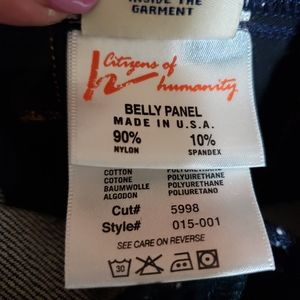 INSIDE THE
GARMENT
Citizens of
humanity
BELLY PANEL
MADE IN U.S.A.
90% 10%
NYLON SPANDEX
COTTON POLYURETHANE
COTONE POLIURETANO
BAUMWOLLE POLYURETHANE
ALGODON POLIURETANO
Cut# 5998
Style# 015-001
SEE CARE ON REVERSE
30